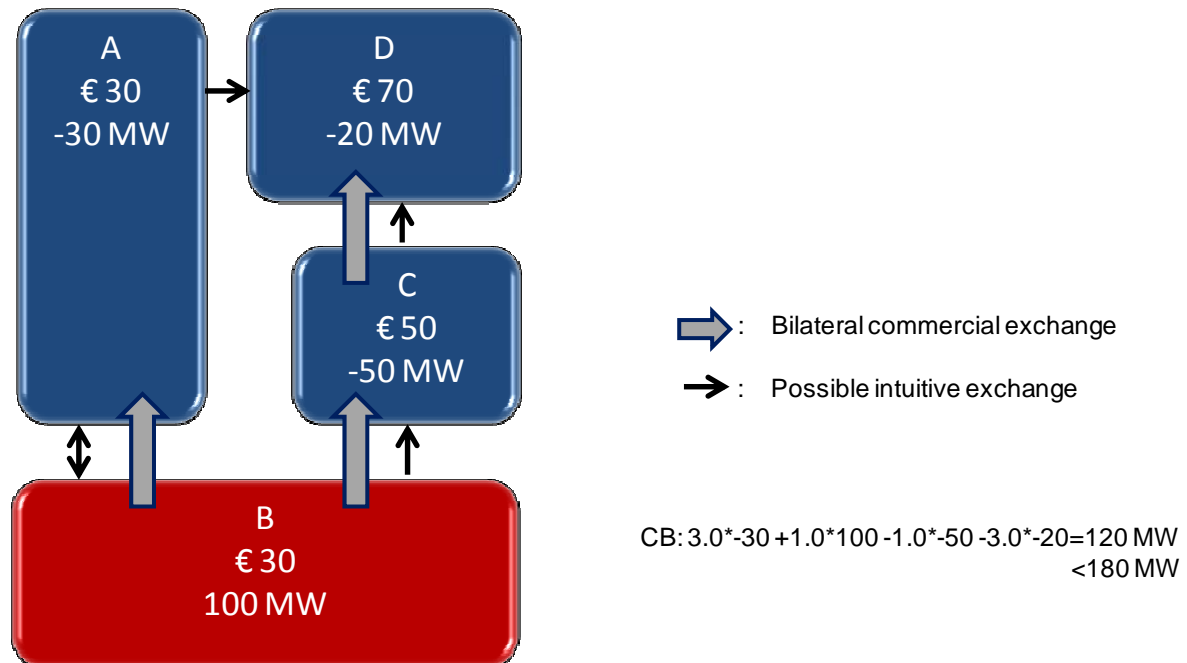 A
€ 30
-30 MW
D
€ 70
-20 MW
C
€ 50
-50 MW
B
€ 30
100 MW
: Bilateral commercial exchange
: Possible intuitive exchange
CB: 3.0*-30 +1.0*100 -1.0*-50 -3.0*-20=120 MW
<180 MW